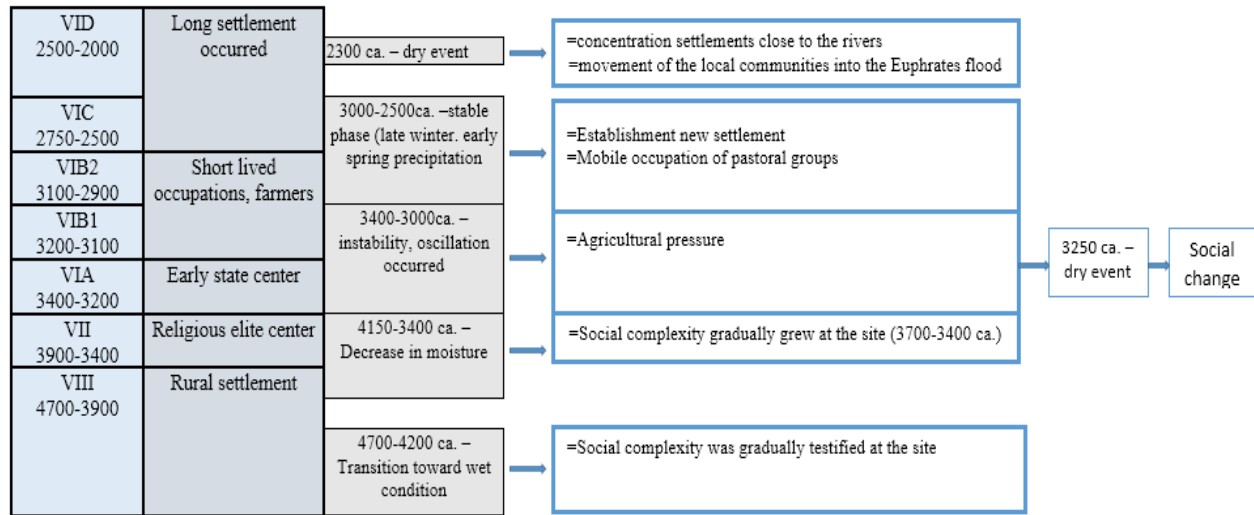 VID
2500-2000
Long settlement
occurred
2300 ca. – dry event
=concentration settlements close to the rivers
=movement of the local communities into the Euphrates flood
VIC
2750-2500
3000-2500ca. –stable
phase (late winter. early
spring precipitation
=Establishment new settlement
=Mobile occupation of pastoral groups
VIB2
3100-2900
Short lived
occupations, farmers
VIB1
3200-3100
3400-3000ca. –
instability, oscillation
occurred
=Agricultural pressure
3250 ca. –
dry event
Social
change
VIA
3400-3200
Early state center
VII
3900-3400
Religious elite center
4150-3400 ca. –
Decrease in moisture
=Social complexity gradually grew at the site (3700-3400 ca.)
VIII
4700-3900
Rural settlement
4700-4200 ca. –
Transition toward wet
condition
=Social complexity was gradually testified at the site